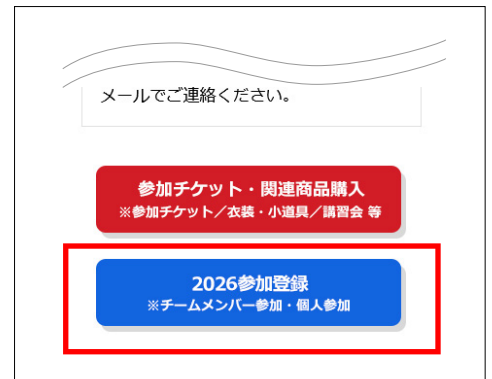 メールでご連絡ください。
参加チケット・関連商品購入
※参加チケット／衣装・小道具／講習会 等
2026参加登録
※チームメンバー参加・個人参加